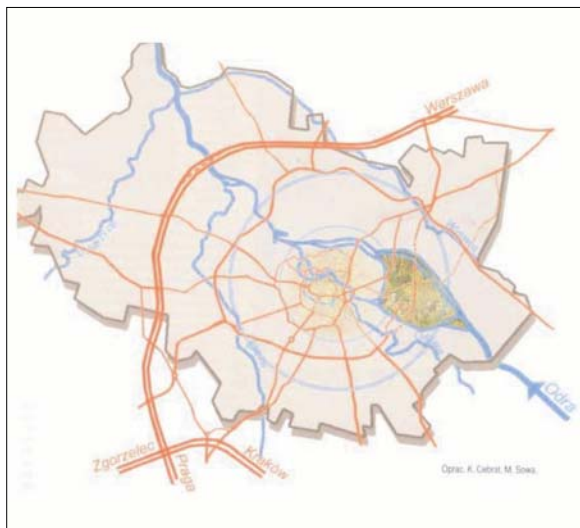 Warszawa
Odra
Zgorzelec
Praga
Kraków
Oprac. K. Cebrat, M. Sowa.